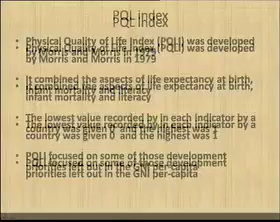 PQLI index
• Physical Quality of Life Index (PQLI) was developed
by Morris and Morris in 1979
• It combined the aspects of life expectancy at birth,
infant mortality and literacy
• The lowest value recorded by in each indicator by a
country was given 0 and the highest was 1
• PQLI focused on some of those development
priorities left out in the GNI per-capita